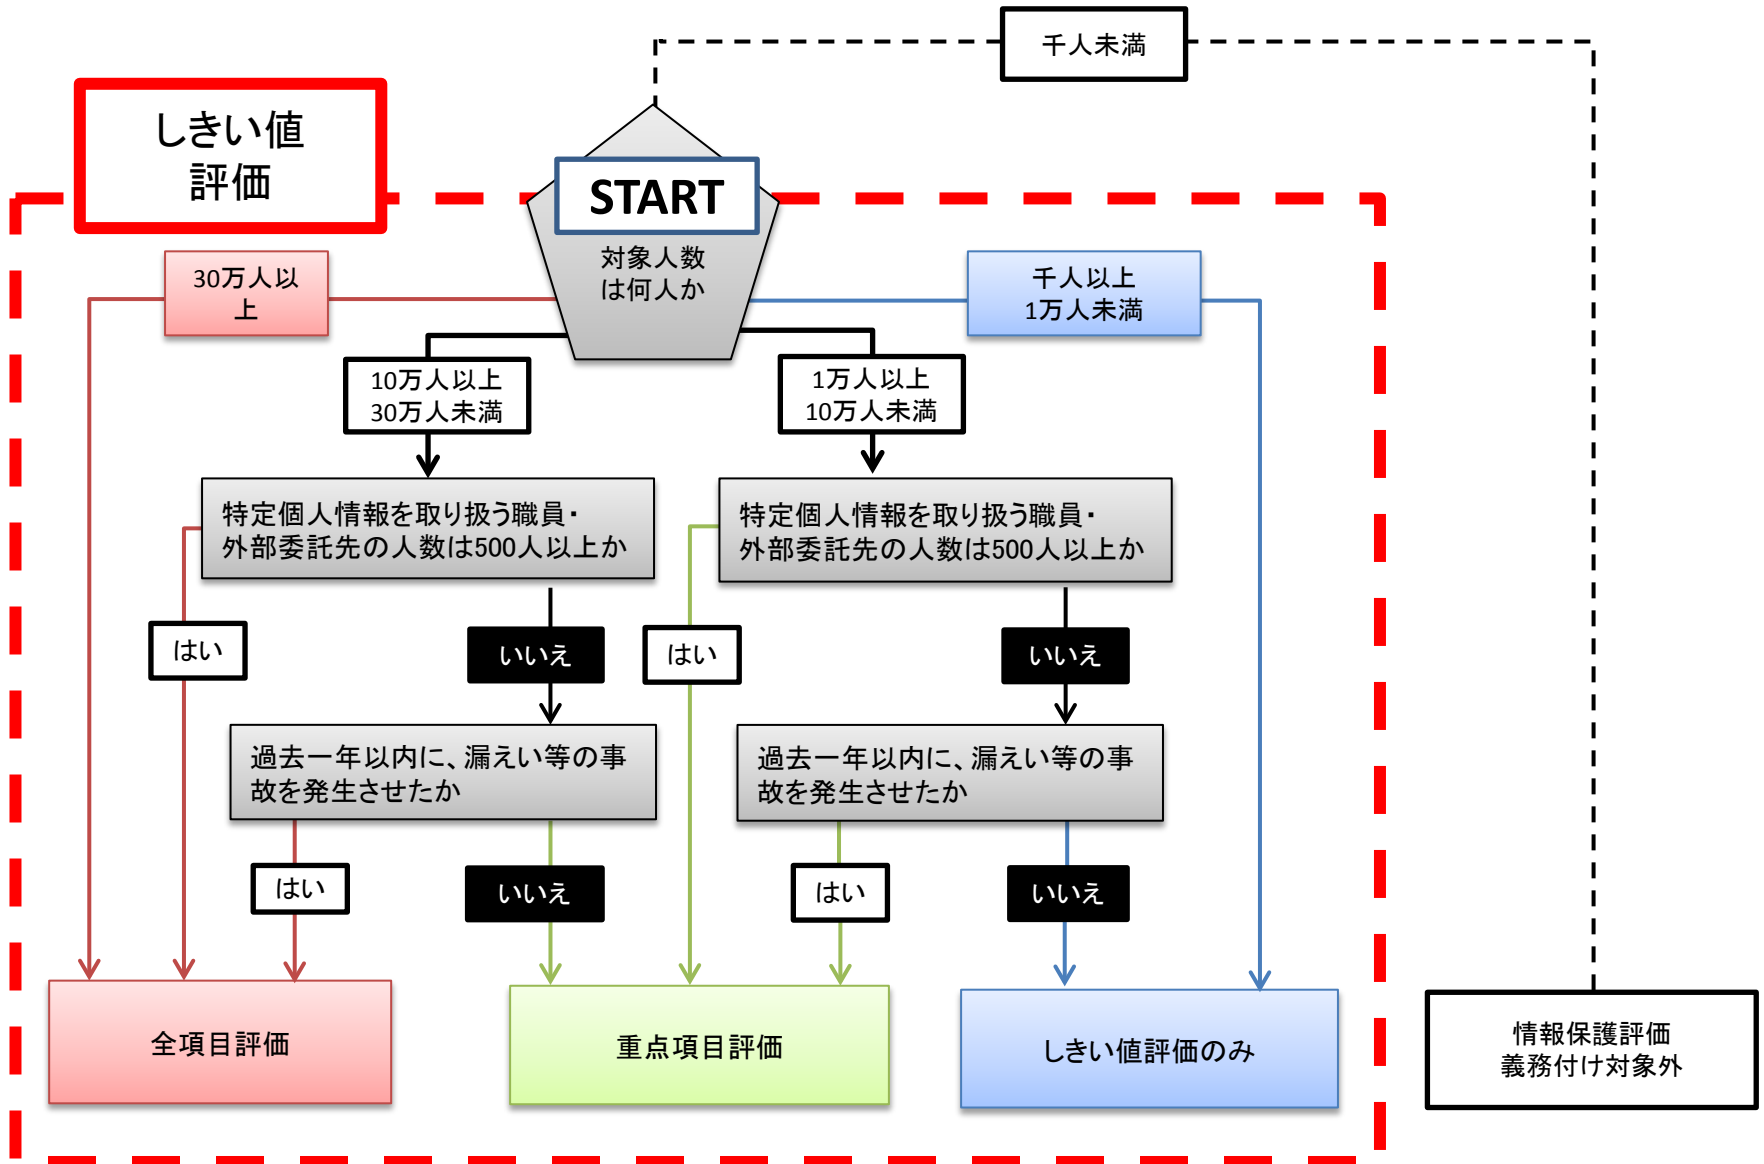 千人未満
しきい値
評価
START
対象人数
は何人か
30万人以
上
千人以上
1万人未満
10万人以上
30万人未満
1万人以上
10万人未満
特定個人情報を取り扱う職員・
外部委託先の人数は500人以上か
特定個人情報を取り扱う職員・
外部委託先の人数は500人以上か
はい
いいえ
はい
いいえ
過去一年以内に、漏えい等の事
故を発生させたか
過去一年以内に、漏えい等の事
故を発生させたか
はい
いいえ
はい
いいえ
全項目評価
重点項目評価
しきい値評価のみ
情報保護評価
義務付け対象外